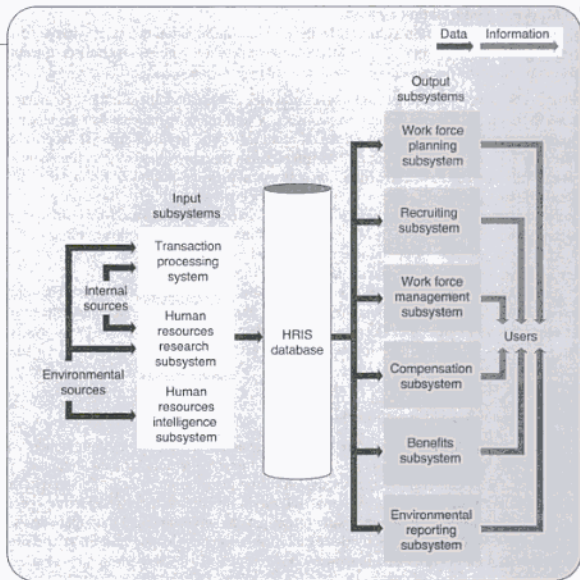 Data
Information
Output
subsystems
Work force
planning
subsystem
Input
subsystems
Recruiting
subsystem
Transaction
processing
system
Internal
sources
Work force
management
subsystem
Human
resources
research
subsystem
HRIS
database
Users
Environmental
sources
Compensation
subsystem
Human
resources
intelligence
subsystem
Benefits
subsystem
Environmental
reporting
subsystem